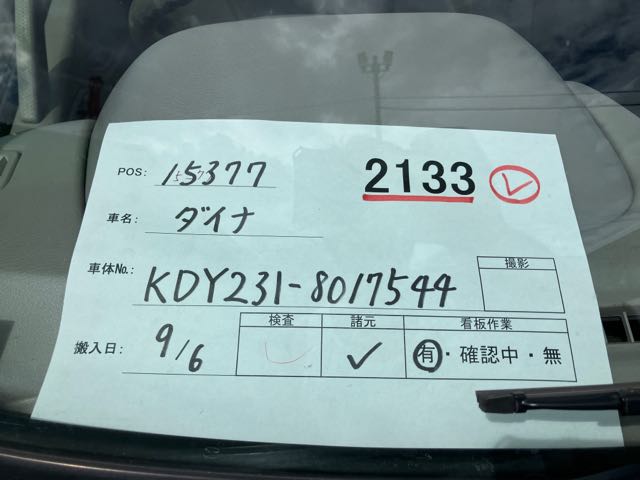 POS: 15377 2133
車名: ダイナ
車体No.: KDY231-8017544
撮影
搬入日: 9/6
検査 諸元 看板作業
✓ 有・確認中・無